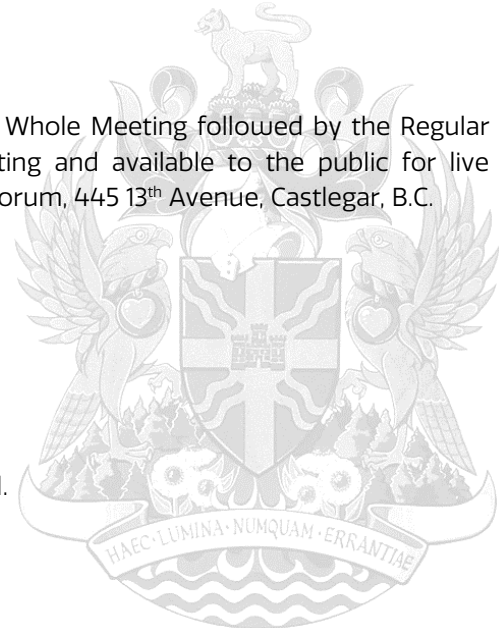 Whole Meeting followed by the Regular
ting and available to the public for live
orum, 445 13th Avenue, Castlegar, B.C.
.
HAEC·LUMINA·NUMQUAM·ERRANTIAE